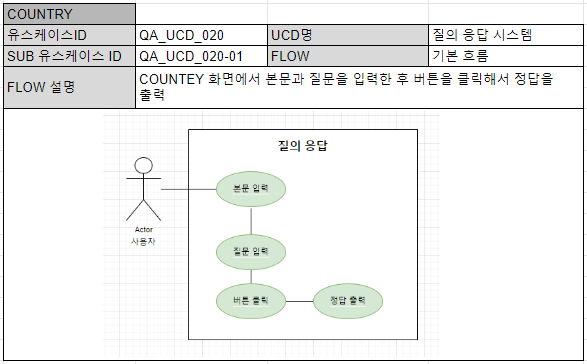 COUNTRY
유스케이스ID QA_UCD_020 UCD명 질의 응답 시스템
SUB 유스케이스 ID QA_UCD_020-01 FLOW 기본 흐름
FLOW 설명 COUNTEY 화면에서 본문과 질문을 입력한 후 버튼을 클릭해서 정답을
출력
질의 응답
본문 입력
Actor
사용자
질문 입력
버튼 클릭 정답 출력